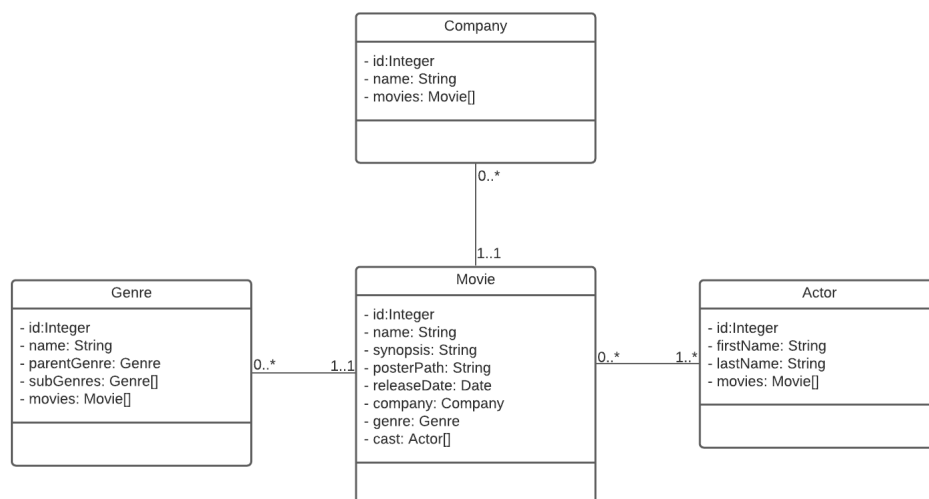 Company
- id:Integer
- name: String
- movies: Movie[]
0..*
1..1
Genre
- id:Integer
- name: String
- parentGenre: Genre
- subGenres: Genre[]
- movies: Movie[]
0..*
1..1
Movie
- id:Integer
- name: String
- synopsis: String
- posterPath: String
- releaseDate: Date
- company: Company
- genre: Genre
- cast: Actor[]
0..*
1..*
Actor
- id:Integer
- firstName: String
- lastName: String
- movies: Movie[]